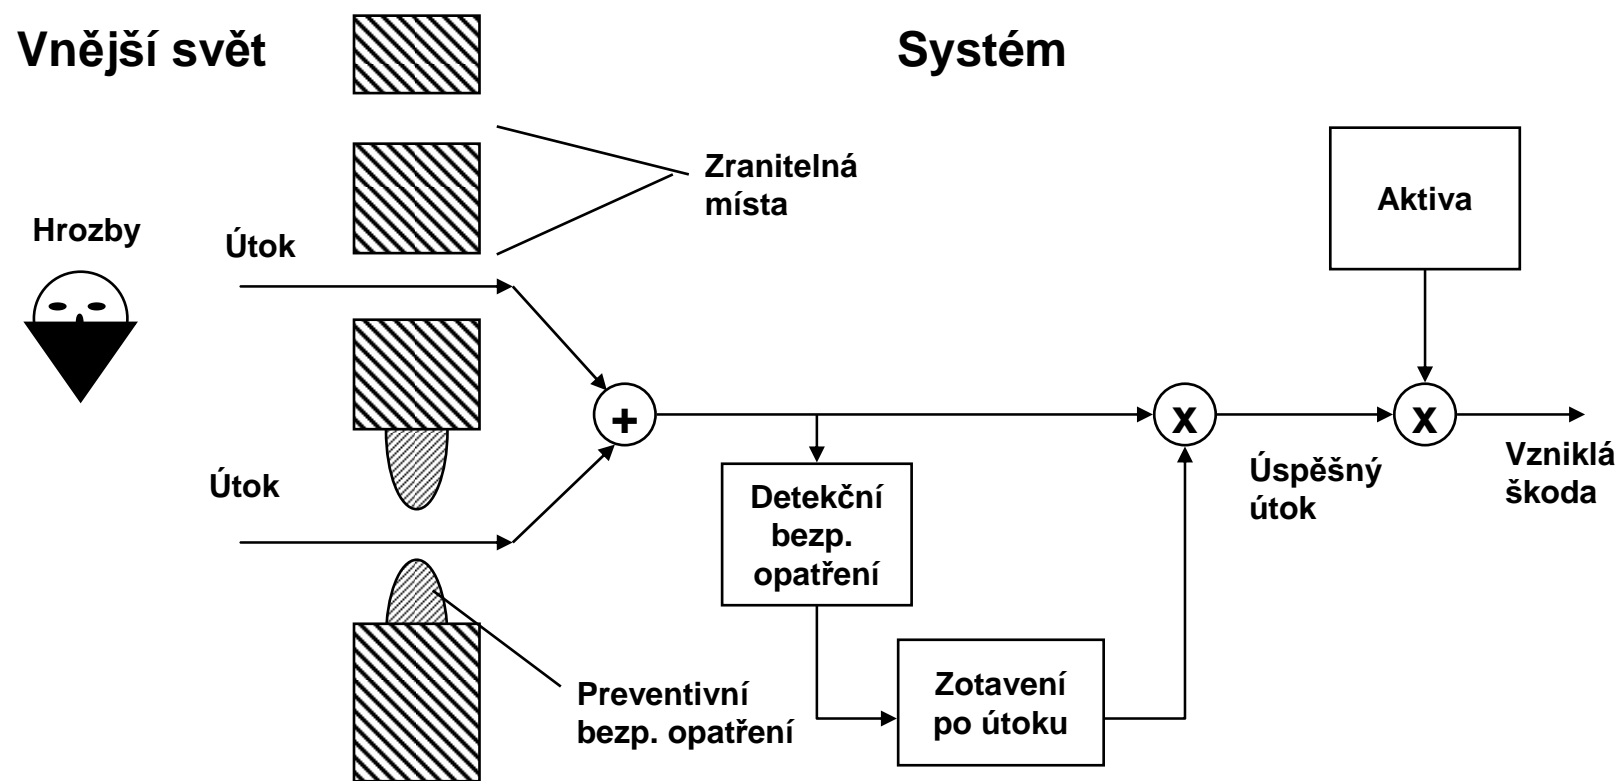 Vnější svět
Systém
Zranitelná
místa
Aktiva
Hrozby
Útok
+
x
x
Útok
Detekční
bezp.
opatření
Úspěšný
útok
Vzniklá
škoda
Zotavení
po útoku
Preventivní
bezp. opatření